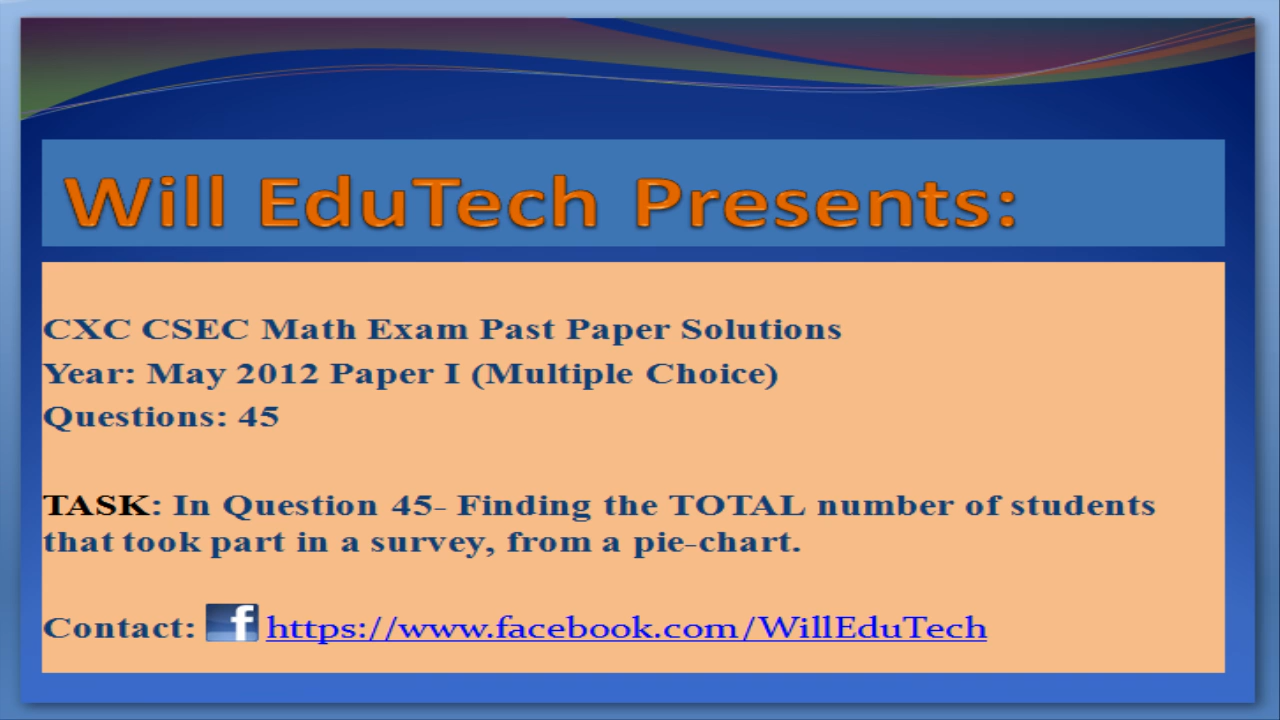 Will EduTech Presents:
CXC CSEC Math Exam Past Paper Solutions
Year: May 2012 Paper I (Multiple Choice)
Questions: 45
TASK: In Question 45- Finding the TOTAL number of students
that took part in a survey, from a pie-chart.
Contact: f https://www.facebook.com/WillEduTech